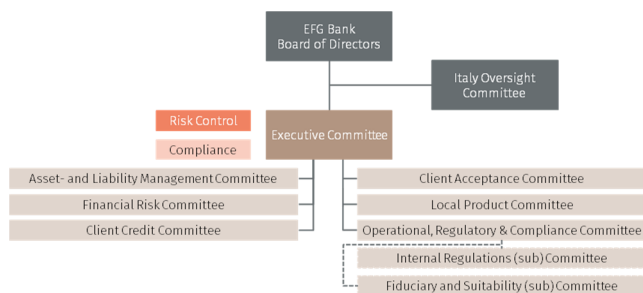 EFG Bank
Board of Directors
Italy Oversight
Committee
Risk Control
Executive Committee
Compliance
Asset- and Liability Management Committee
Client Acceptance Committee
Financial Risk Committee
Local Product Committee
Client Credit Committee
Operational, Regulatory & Compliance Committee
Internal Regulations (sub) Committee
Fiduciary and Suitability (sub) Committee